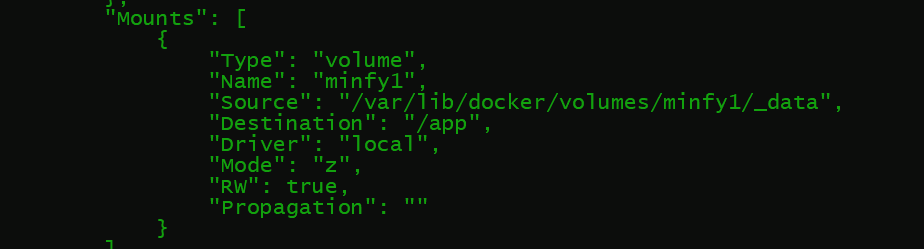 },
"Mounts": [
{
"Type": "volume",
"Name": "minfy1",
"Source": "/var/lib/docker/volumes/minfy1/_data",
"Destination": "/app",
"Driver": "local",
"Mode": "z",
"RW": true,
"Propagation": ""
}
]